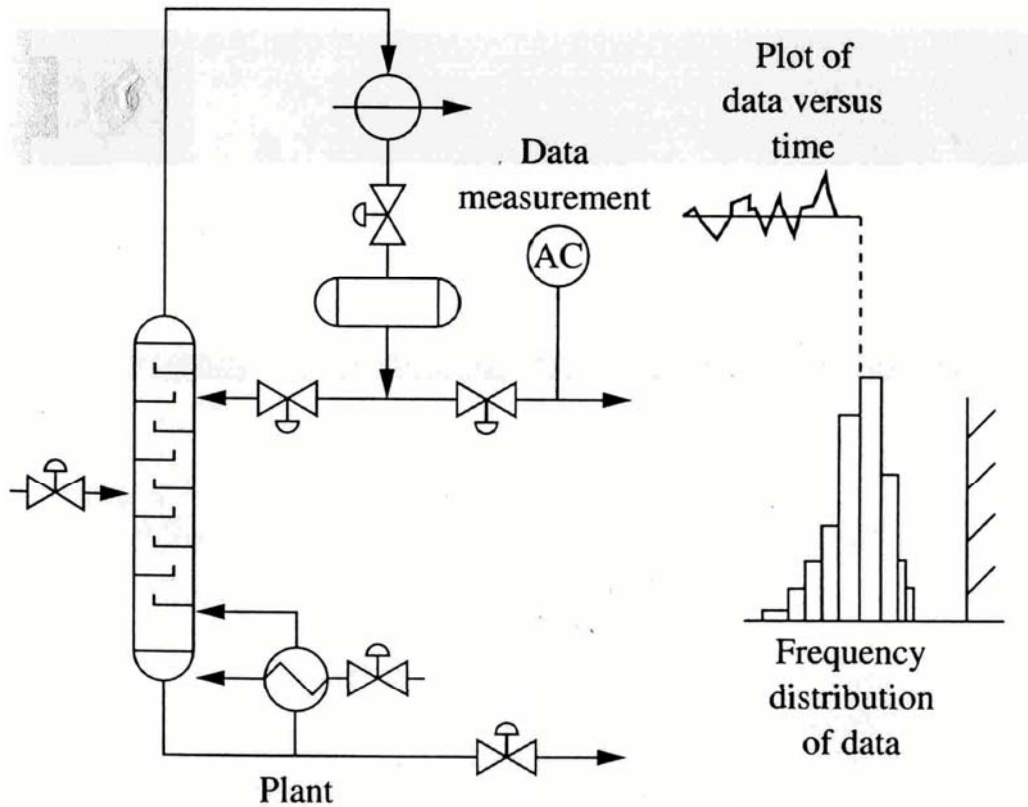 Plot of
data versus
time
Data
measurement
AC
Frequency
distribution
of data
Plant